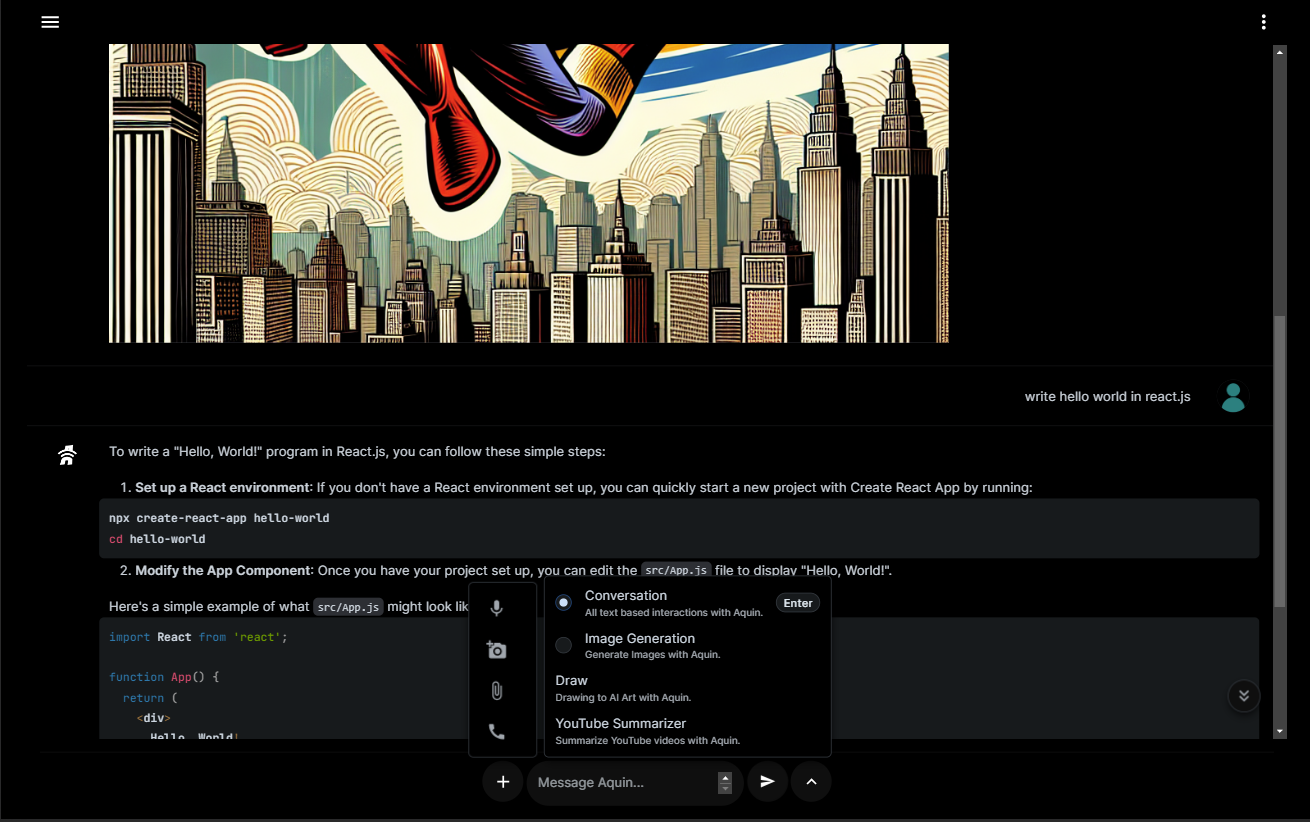 write hello world in react.js
To write a "Hello, World!" program in React.js, you can follow these simple steps:
1. Set up a React environment: If you don't have a React environment set up, you can quickly start a new project with Create React App by running:
npx create-react-app hello-world
cd hello-world
2. Modify the App Component: Once you have your project set up, you can edit the src/App.js file to display "Hello, World!".
Here's a simple example of what src/App.js might look lik
import React from 'react';
function App() {
return (
<div>
Hello, World!
Conversation
All text based interactions with Aquin.
Enter
Image Generation
Generate Images with Aquin.
Draw
Drawing to AI Art with Aquin.
YouTube Summarizer
Summarize YouTube videos with Aquin.
Message Aquin...